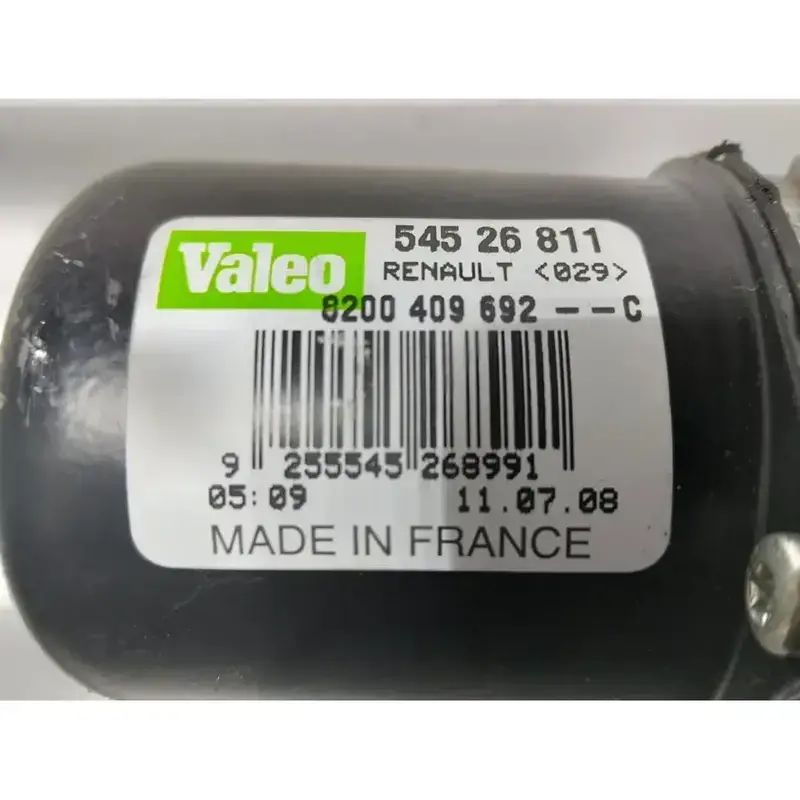 Valeo
545 26 811
RENAULT <029>
8200 409 692 -- C
9 255545 268991
05:09 11.07.08
MADE IN FRANCE